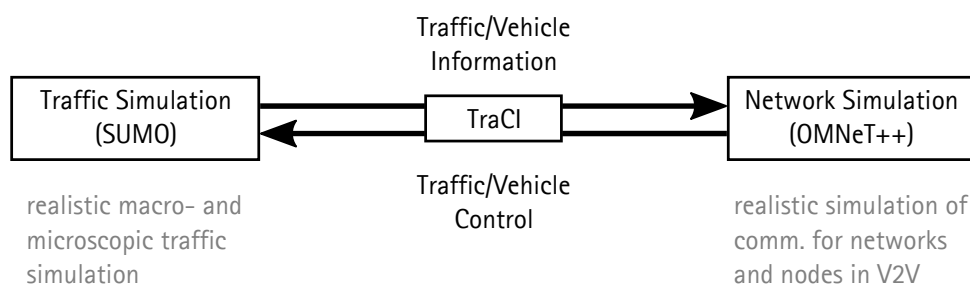 Traffic/Vehicle
Information
Traffic Simulation
(SUMO)
TraCI
Network Simulation
(OMNeT++)
Traffic/Vehicle
Control
realistic macro- and
microscopic traffic
simulation
realistic simulation of
comm. for networks
and nodes in V2V